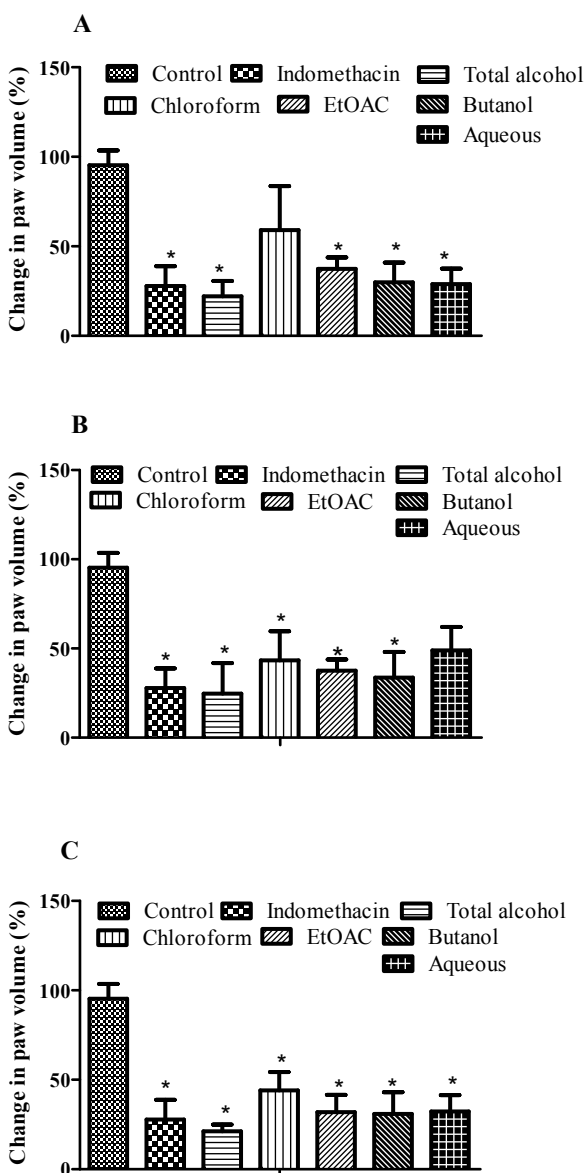 A
Change in paw volume (%)
150
100
50
0
Control Indomethacin Total alcohol
Chloroform EtOAC Butanol
Aqueous
* * * * *
B
Change in paw volume (%)
150
100
50
0
Control Indomethacin Total alcohol
Chloroform EtOAC Butanol
Aqueous
* * * * *
C
Change in paw volume (%)
150
100
50
0
Control Indomethacin Total alcohol
Chloroform EtOAC Butanol
Aqueous
* * * * * *